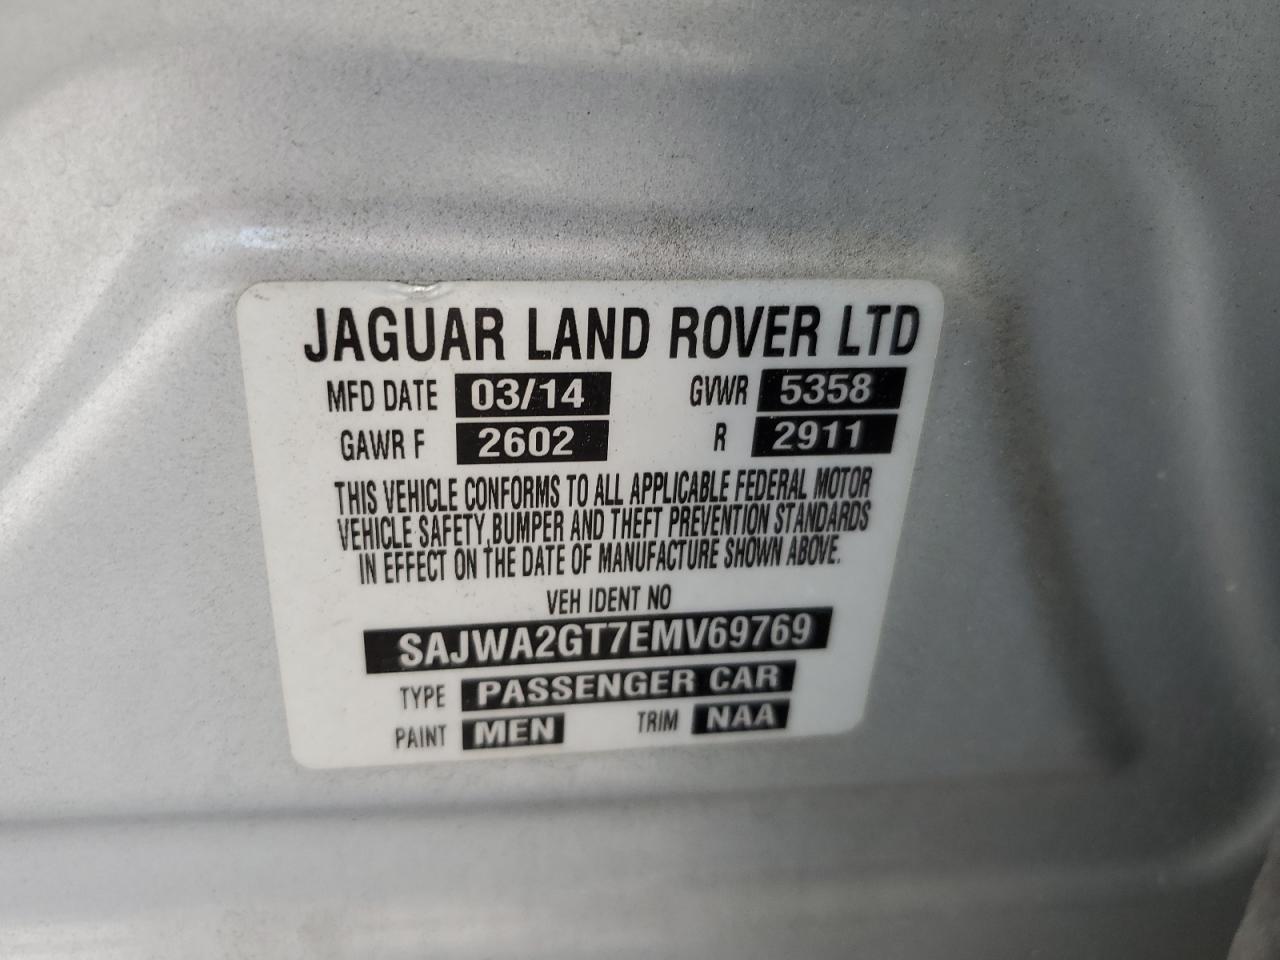 JAGUAR LAND ROVER LTD
MFD DATE 03/14 GVWR 5358
GAWR F 2602 R 2911
THIS VEHICLE CONFORMS TO ALL APPLICABLE FEDERAL MOTOR
VEHICLE SAFETY, BUMPER AND THEFT PREVENTION STANDARDS
IN EFFECT ON THE DATE OF MANUFACTURE SHOWN ABOVE.
VEH IDENT NO
SAJWA2GT7EMV69769
TYPE PASSENGER CAR
PAINT MEN TRIM NAA